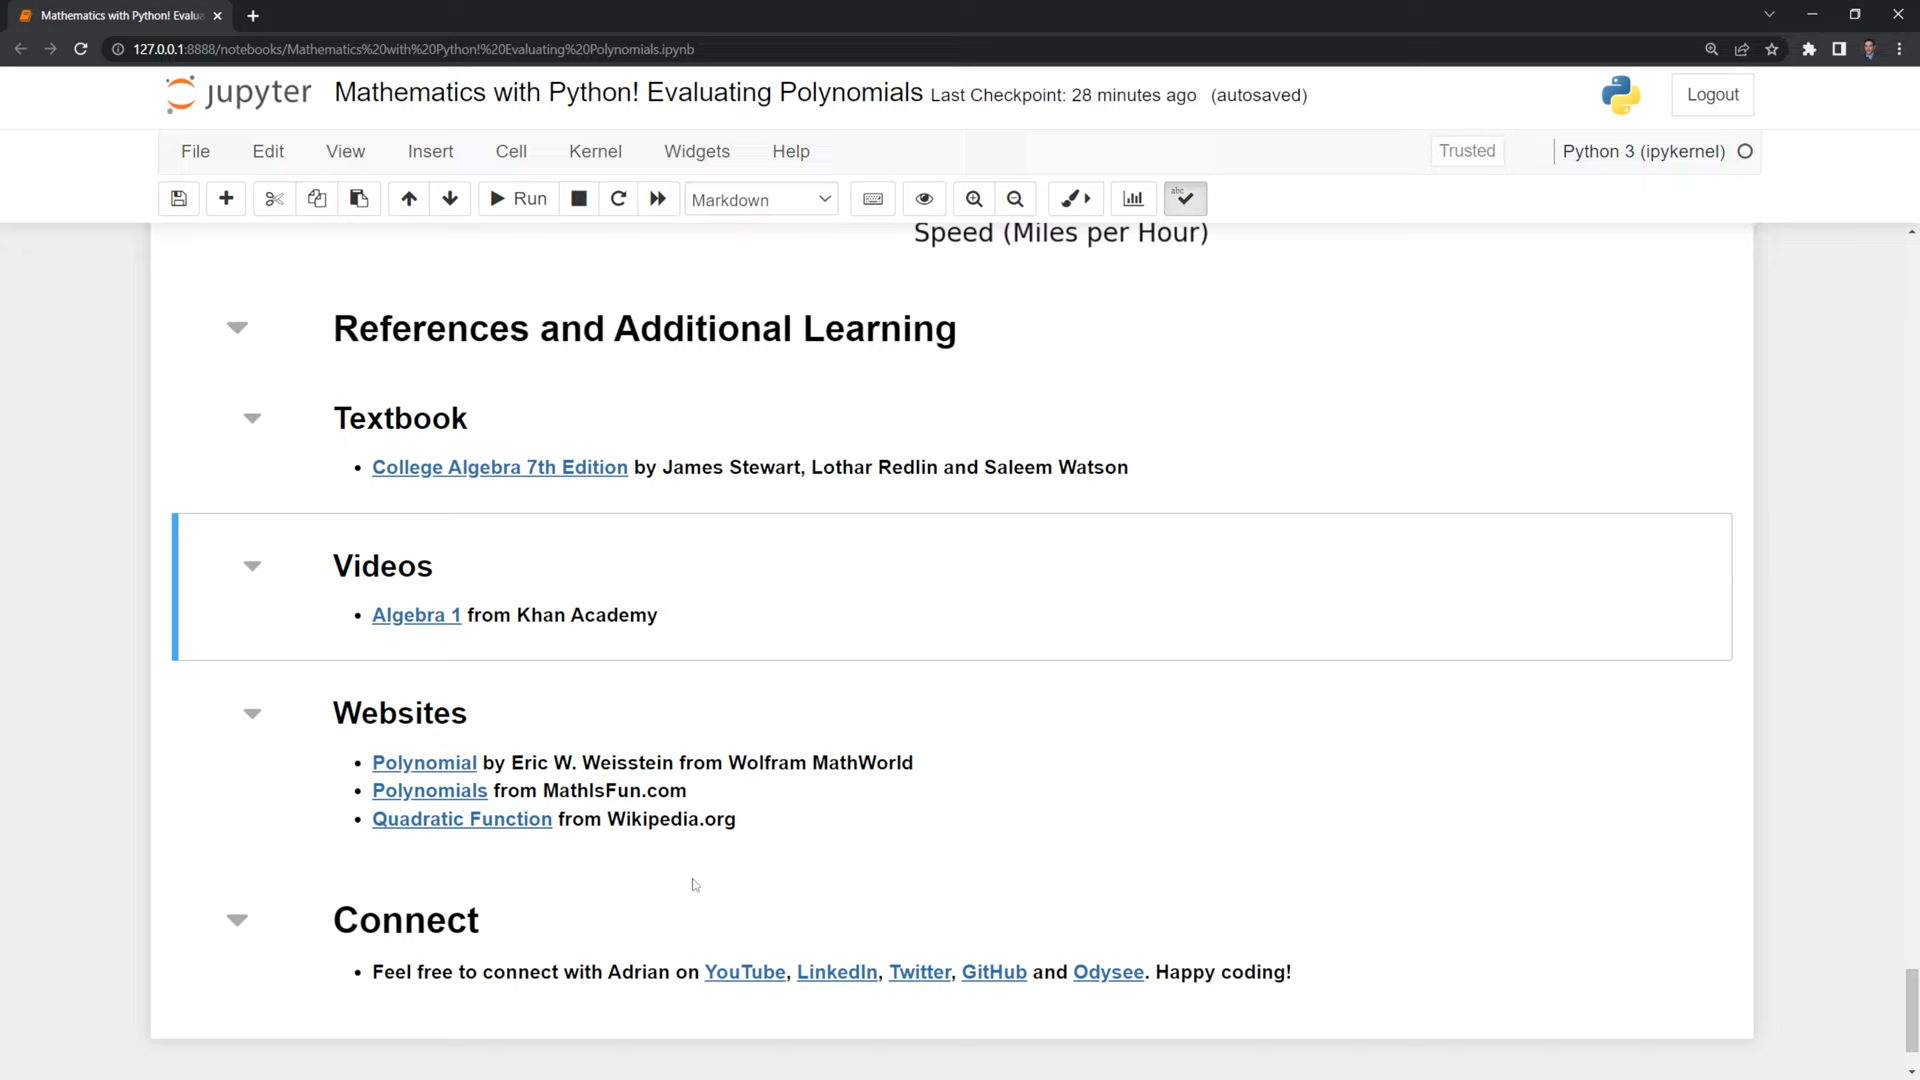 Mathematics with Python! Evalua
127.0.0.1:8888/notebooks/Mathematics%20with%20Python!%20Evaluating%20Polynomials.ipynb
jupyter Mathematics with Python! Evaluating Polynomials Last Checkpoint: 28 minutes ago (autosaved)
Logout
File Edit View Insert Cell Kernel Widgets Help
Trusted
Python 3 (ipykernel)
Run
Markdown
abc
Speed (Miles per Hour)
References and Additional Learning
Textbook
• College Algebra 7th Edition by James Stewart, Lothar Redlin and Saleem Watson
Videos
• Algebra 1 from Khan Academy
Websites
• Polynomial by Eric W. Weisstein from Wolfram MathWorld
• Polynomials from MathIsFun.com
• Quadratic Function from Wikipedia.org
Connect
• Feel free to connect with Adrian on YouTube, LinkedIn, Twitter, GitHub and Odysee. Happy coding!